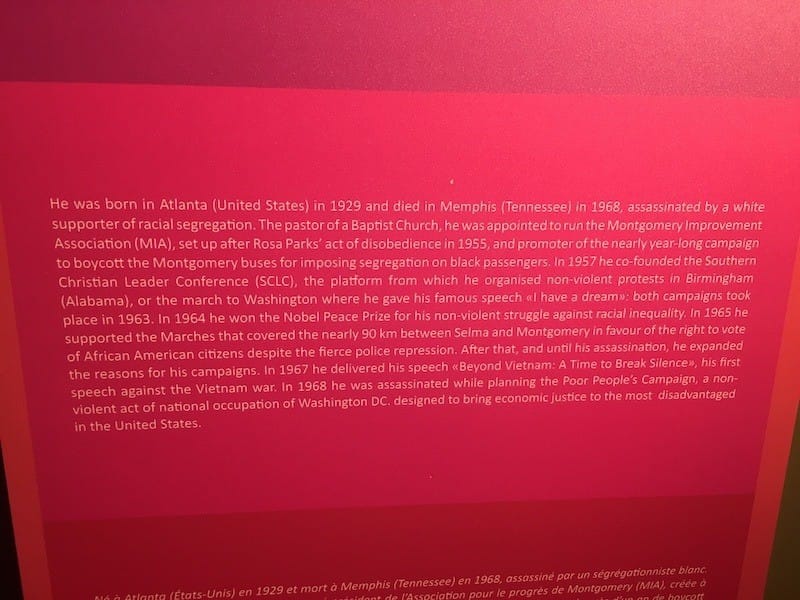 He was born in Atlanta (United States) in 1929 and died in Memphis (Tennessee) in 1968, assassinated by a white
supporter of racial segregation. The pastor of a Baptist Church, he was appointed to run the Montgomery Improvement
Association (MIA), set up after Rosa Parks' act of disobedience in 1955, and promoter of the nearly year-long campaign
to boycott the Montgomery buses for imposing segregation on black passengers. In 1957 he co-founded the Southern
Christian Leader Conference (SCLC), the platform from which he organised non-violent protests in Birmingham
(Alabama), or the march to Washington where he gave his famous speech «I have a dream»: both campaigns took
place in 1963. In 1964 he won the Nobel Peace Prize for his non-violent struggle against racial inequality. In 1965 he
supported the Marches that covered the nearly 90 km between Selma and Montgomery in favour of the right to vote
of African American citizens despite the fierce police repression. After that, and until his assassination, he expanded
the reasons for his campaigns. In 1967 he delivered his speech «Beyond Vietnam: A Time to Break Silence», his first
speech against the Vietnam war. In 1968 he was assassinated while planning the Poor People's Campaign, a non-
violent act of national occupation of Washington DC. designed to bring economic justice to the most disadvantaged
in the United States.
Né à Atlanta (États-Unis) en 1929 et mort à Memphis (Tennessee) en 1968, assassiné par un ségrégationniste blanc.
président de l'Association pour le progrès de Montgomery (MIA), créée à
d'un an de boycott